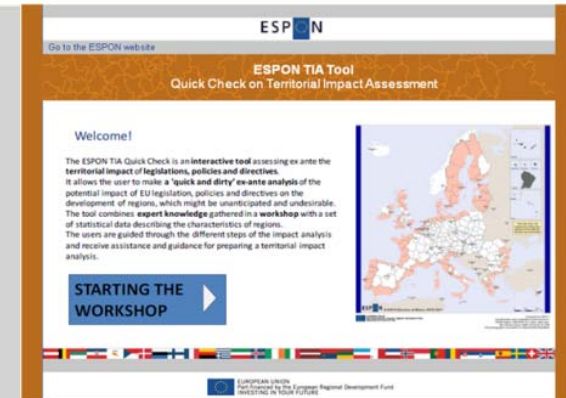 ESPON
Go to the ESPON website
ESPON TIA Tool
Quick Check on Territorial Impact Assessment
Welcome!
The ESPON TIA Quick Check is an interactive tool assessing ex ante the
territorial impact of legislations, policies and directives.
It allows the user to make a 'quick and dirty' ex-ante analysis of the
potential impact of EU legislation, policies and directives on the
development of regions, which might be unanticipated and undesirable.
The tool combines expert knowledge gathered in a workshop with a set
of statistical data describing the characteristics of regions.
The users are guided through the different steps of the impact analysis
and receive assistance and guidance for preparing a territorial impact
analysis.
STARTING THE
WORKSHOP
EUROPEAN UNION
Part-financed by the European Regional Development Fund
INVESTING IN YOUR FUTURE